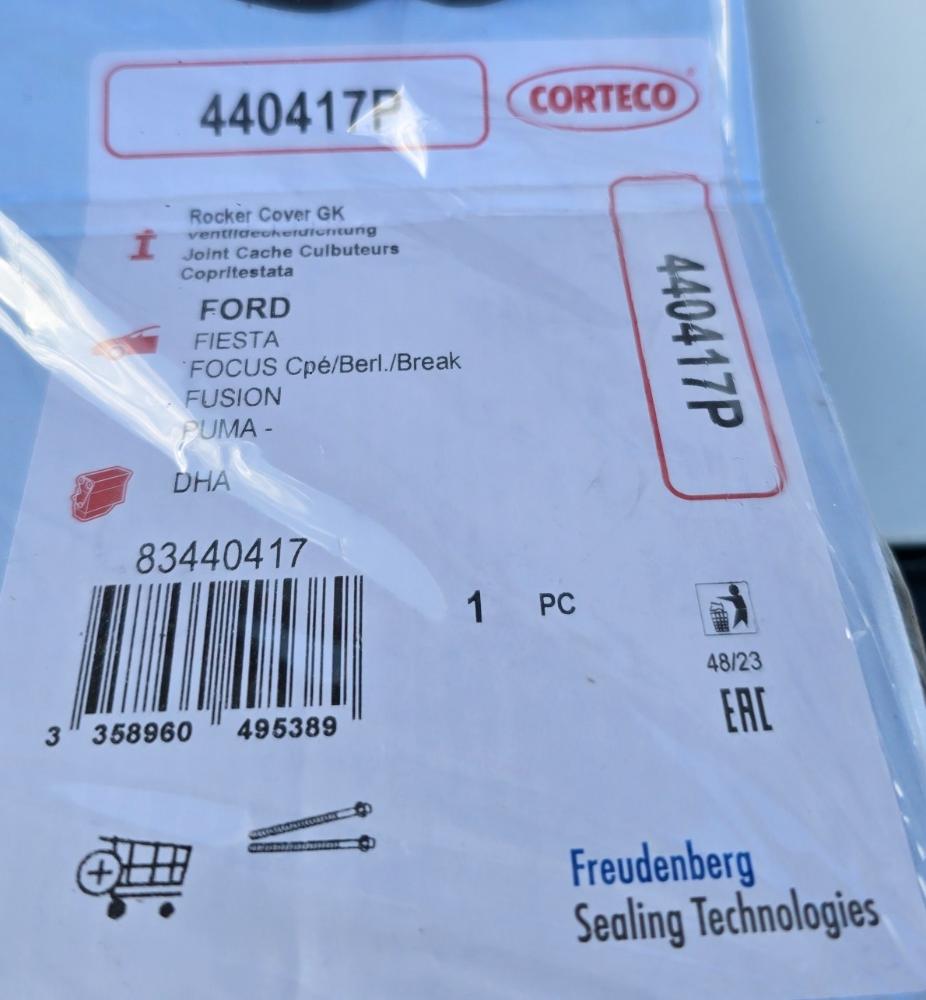 440417P
CORTECO
Rocker Cover GK
Ventildeckeldichtung
Joint Cache Culbuteurs
Copritestata
FORD
FIESTA
FOCUS Cpé/Berl./Break
FUSION
PUMA -
DHA
440417P
83440417
1 PC
48/23
EAC
3 358960 495389
Freudenberg
Sealing Technologies